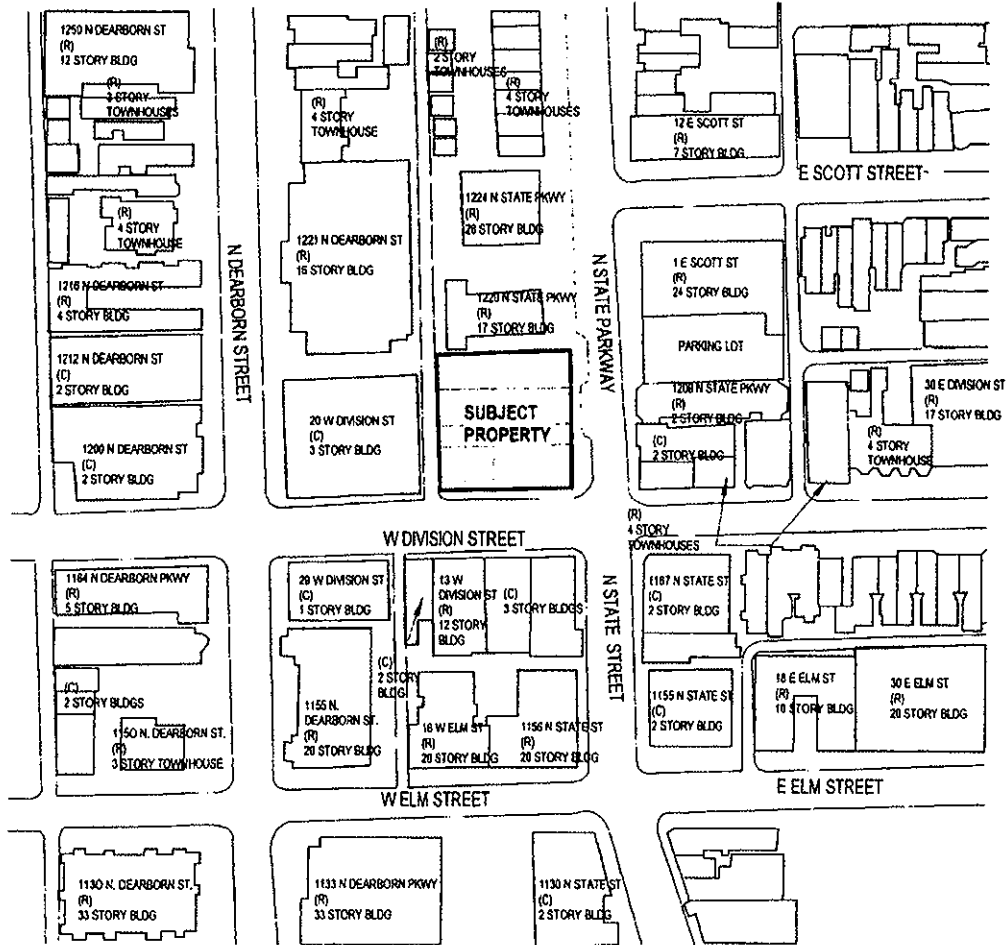 1250 N DEARBORN ST
(R)
12 STORY BLDG
(R)
3 STORY
TOWNHOUSES
(R)
4 STORY
TOWNHOUSE
1216 N DEARBORN ST
(R)
4 STORY BLDG
1212 N DEARBORN ST
(C)
2 STORY BLDG
1200 N DEARBORN ST
(C)
2 STORY BLDG
N DEARBORN STREET
(R)
4 STORY
TOWNHOUSE
1221 N DEARBORN ST
(R)
16 STORY BLDG
20 W DIVISION ST
(C)
3 STORY BLDG
(R)
2 STORY
TOWNHOUSES
(R)
4 STORY
TOWNHOUSES
1224 N STATE PKWY
(R)
28 STORY BLDG
1220 N STATE PKWY
(R)
17 STORY BLDG
SUBJECT
PROPERTY
N STATE PARKWAY
12 E SCOTT ST
(R)
7 STORY BLDG
E SCOTT STREET
1 E SCOTT ST
(R)
24 STORY BLDG
PARKING LOT
1208 N STATE PKWY
(R)
2 STORY BLDG
(C)
2 STORY BLDG
30 E DIVISION ST
(R)
17 STORY BLDG
(R)
4 STORY
TOWNHOUSE
(R)
4 STORY
TOWNHOUSES
W DIVISION STREET
1164 N DEARBORN PKWY
(R)
5 STORY BLDG
(C)
2 STORY BLDGS
1150 N. DEARBORN ST.
(R)
3 STORY TOWNHOUSE
29 W DIVISION ST
(C)
1 STORY BLDG
1155 N.
DEARBORN ST.
(R)
20 STORY BLDG
(C)
2 STORY
BLDGS
13 W
DIVISION ST
(R)
12 STORY
BLDG
(C)
3 STORY BLDGS
18 W ELM ST
(R)
20 STORY BLDG
1156 N STATE ST
(R)
20 STORY BLDG
N STATE STREET
1167 N STATE ST
(C)
2 STORY BLDG
1155 N STATE ST
(C)
2 STORY BLDG
18 E ELM ST
(R)
10 STORY BLDG
30 E ELM ST
(R)
20 STORY BLDG
W ELM STREET
E ELM STREET
1130 N. DEARBORN ST.
(R)
33 STORY BLDG
1133 N DEARBORN PKWY
(R)
33 STORY BLDG
1130 N STATE ST
(C)
2 STORY BLDG